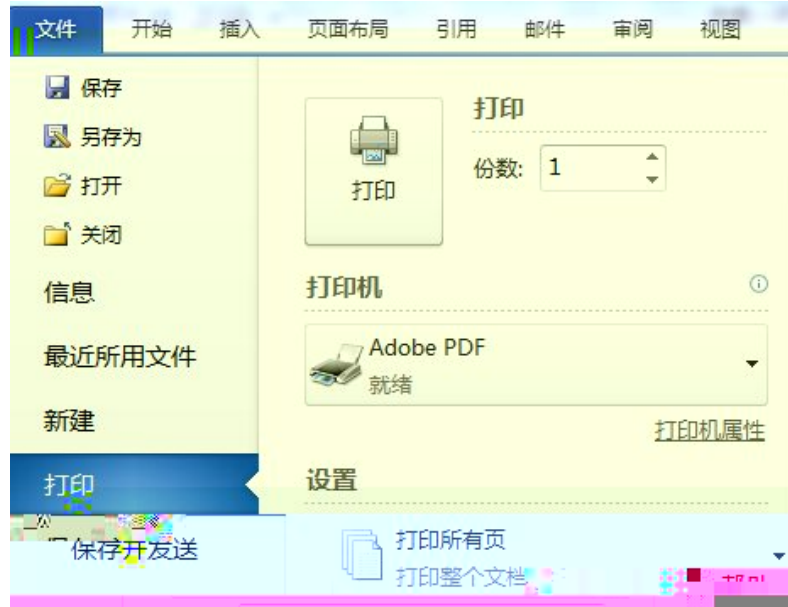 文件 开始 插入 页面布局 引用 邮件 审阅 视图
保存
另存为
打开
关闭
信息
最近所用文件
新建
打印
保存并发送
打印
打印
份数: 1
打印机
Adobe PDF
就绪
打印机属性
设置
打印所有页
打印整个文档